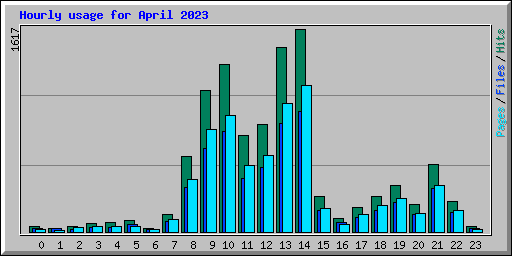 Hourly usage for April 2023
1617
Pages/Files/Hits
0 1 2 3 4 5 6 7 8 9 10 11 12 13 14 15 16 17 18 19 20 21 22 23